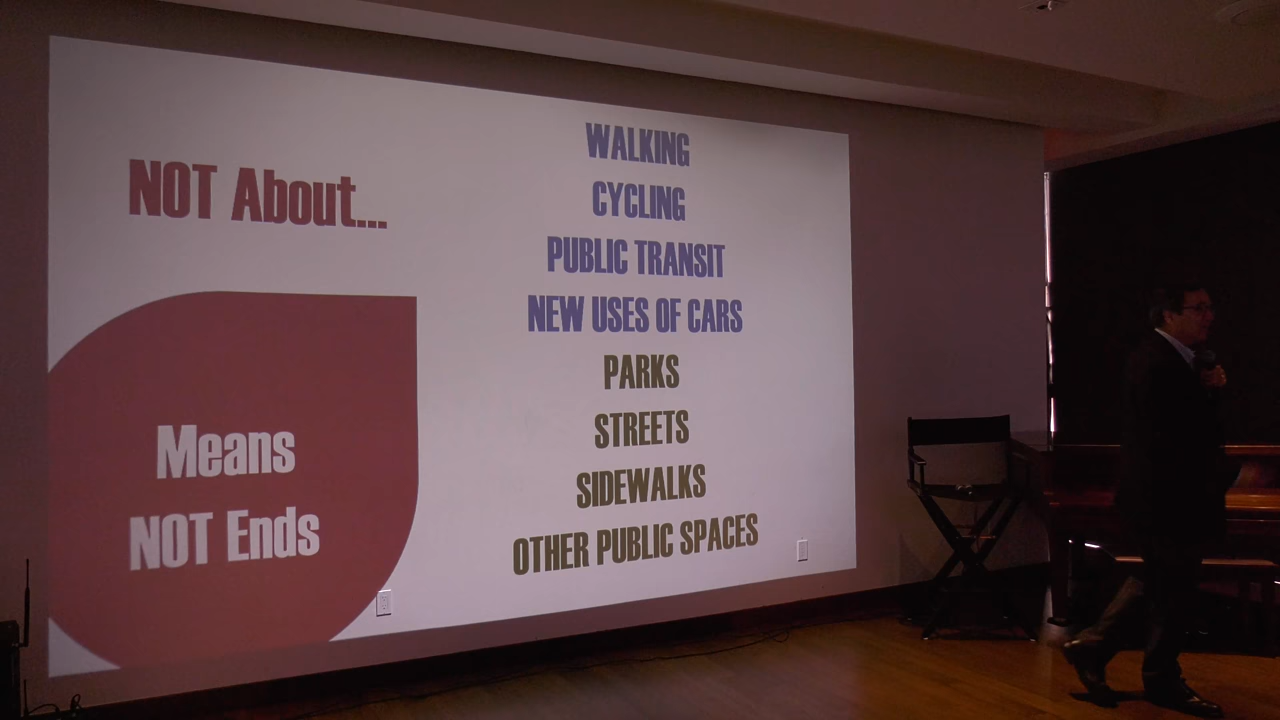 NOT About...
Means
NOT Ends
WALKING
CYCLING
PUBLIC TRANSIT
NEW USES OF CARS
PARKS
STREETS
SIDEWALKS
OTHER PUBLIC SPACES